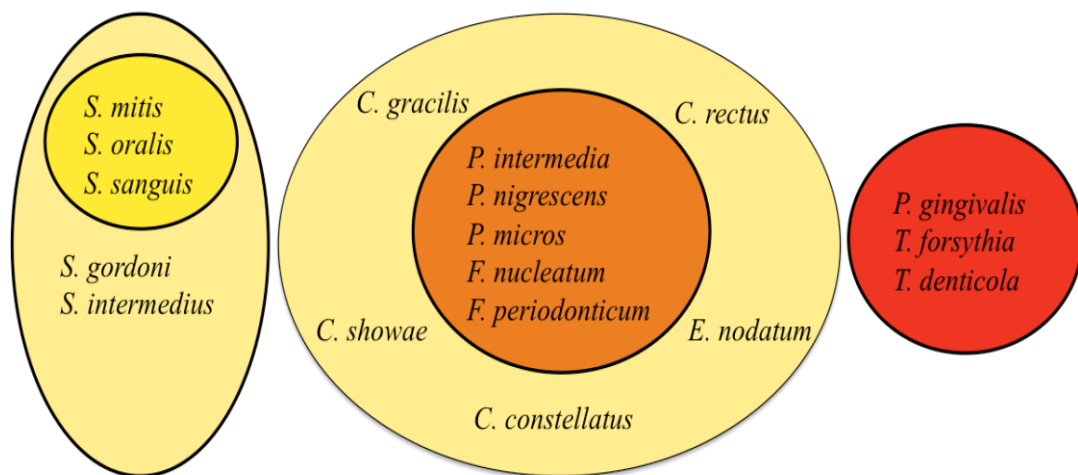 S. mitis
S. oralis
S. sanguis
S. gordoni
S. intermedius
C. gracilis
C. rectus
P. intermedia
P. nigrescens
P. micros
F. nucleatum
F. periodonticum
C. showae
E. nodatum
C. constellatus
P. gingivalis
T. forsythia
T. denticola